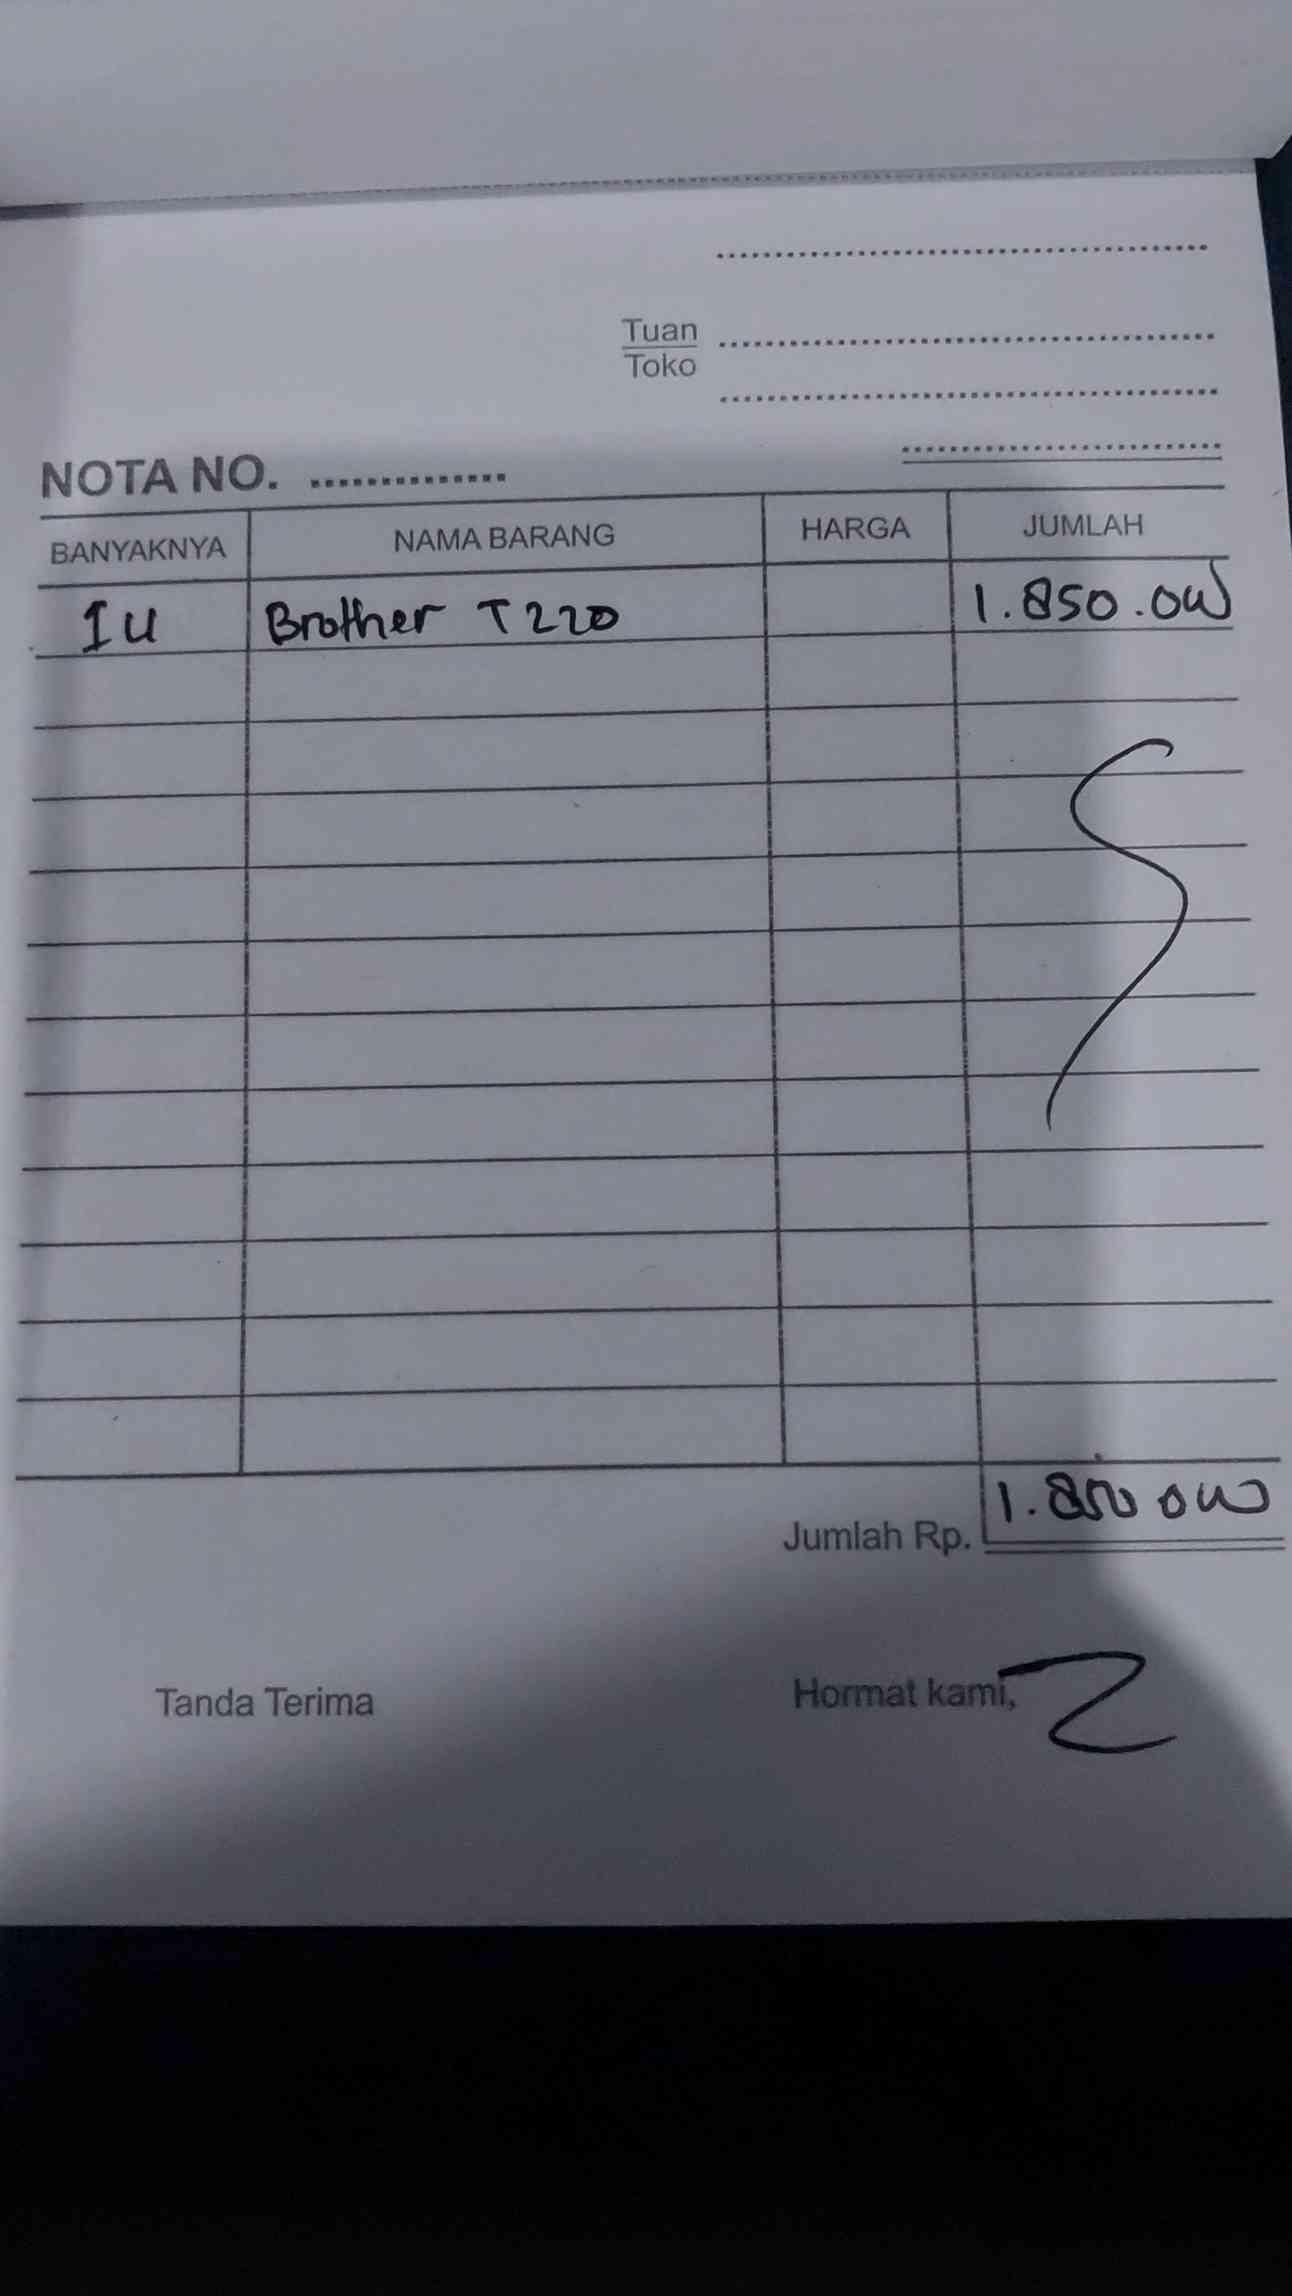 Tuan
Toko
NOTA NO. ..............
BANYAKNYA NAMA BARANG HARGA JUMLAH
1 U Brother T220 1.850.000
Jumlah Rp. 1.850 000
Tanda Terima Hormat kami,